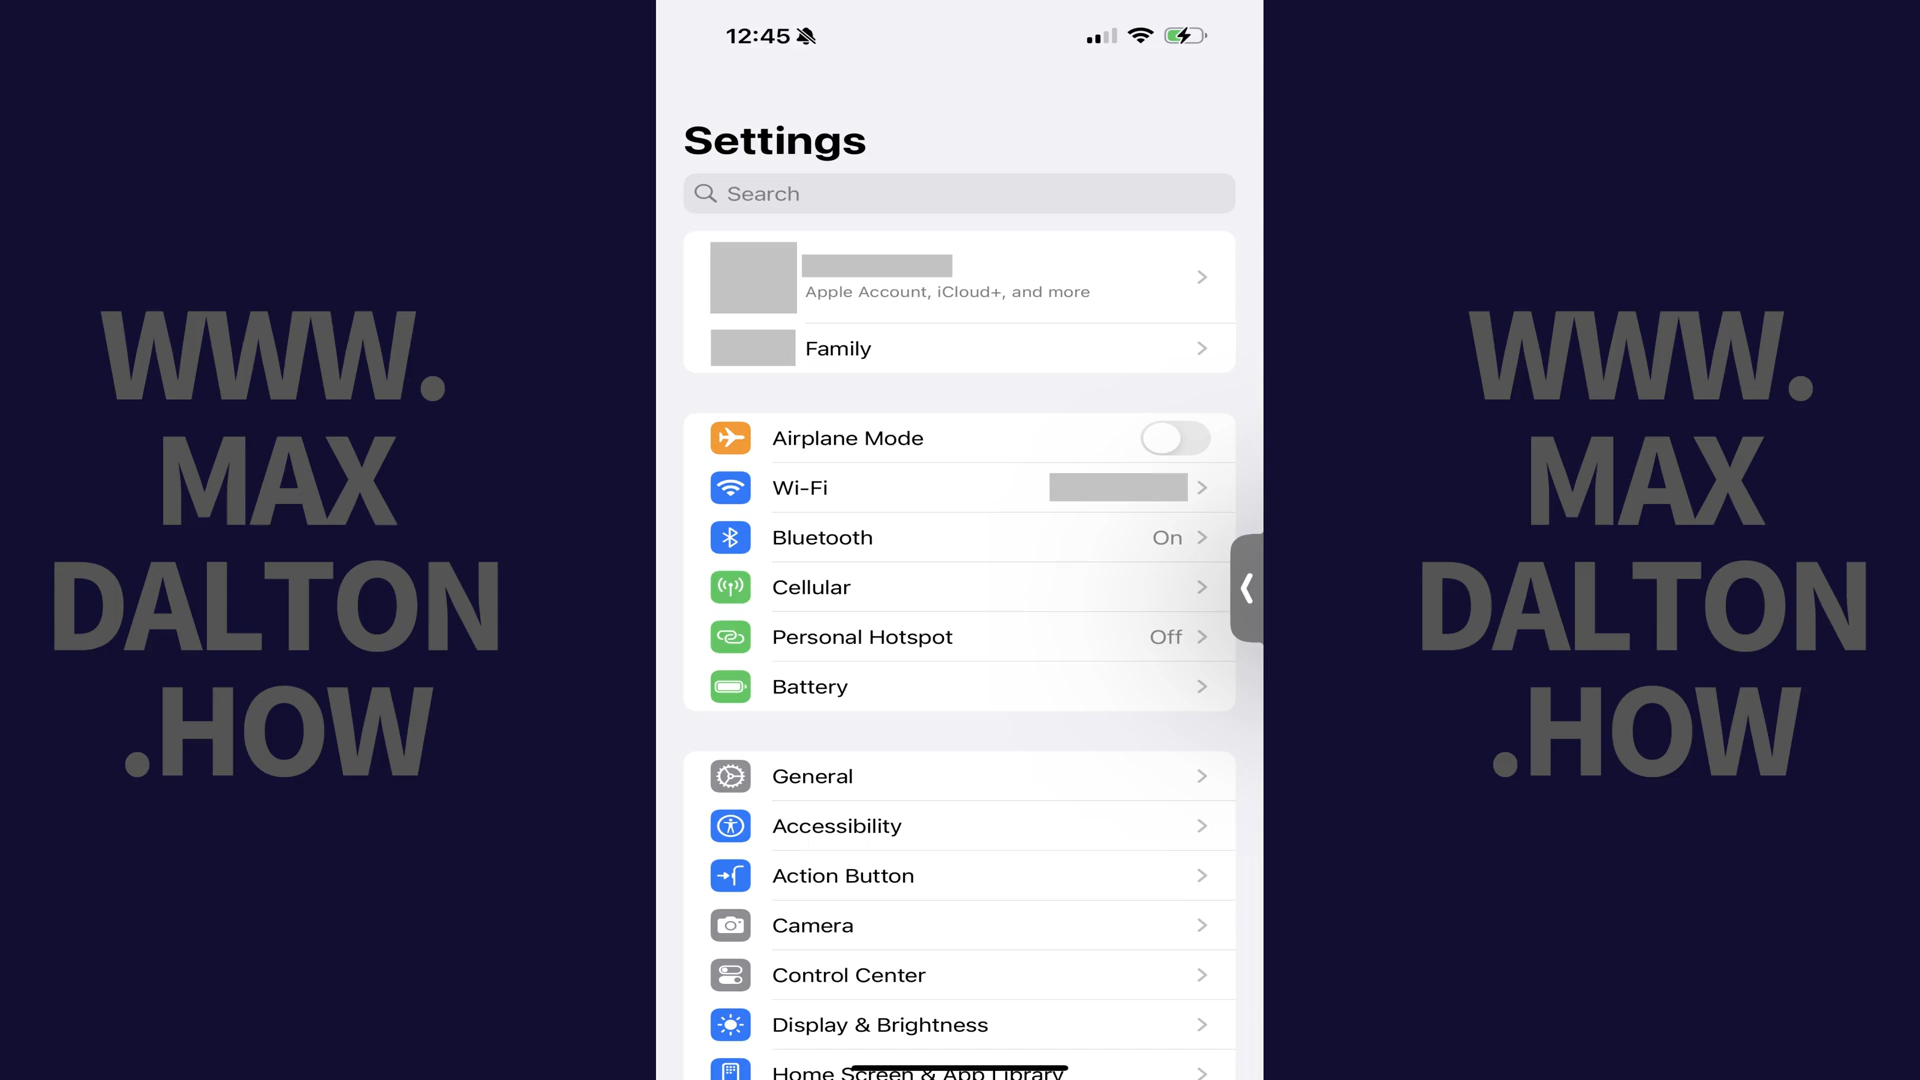 WWW.
MAX
DALTON
.HOW
12:45
Settings
Search
Apple Account, iCloud+, and more
Family
Airplane Mode
Wi-Fi
Bluetooth On
Cellular
Personal Hotspot Off
Battery
General
Accessibility
Action Button
Camera
Control Center
Display & Brightness
Home Screen & App Library
WWW.
MAX
DALTON
.HOW